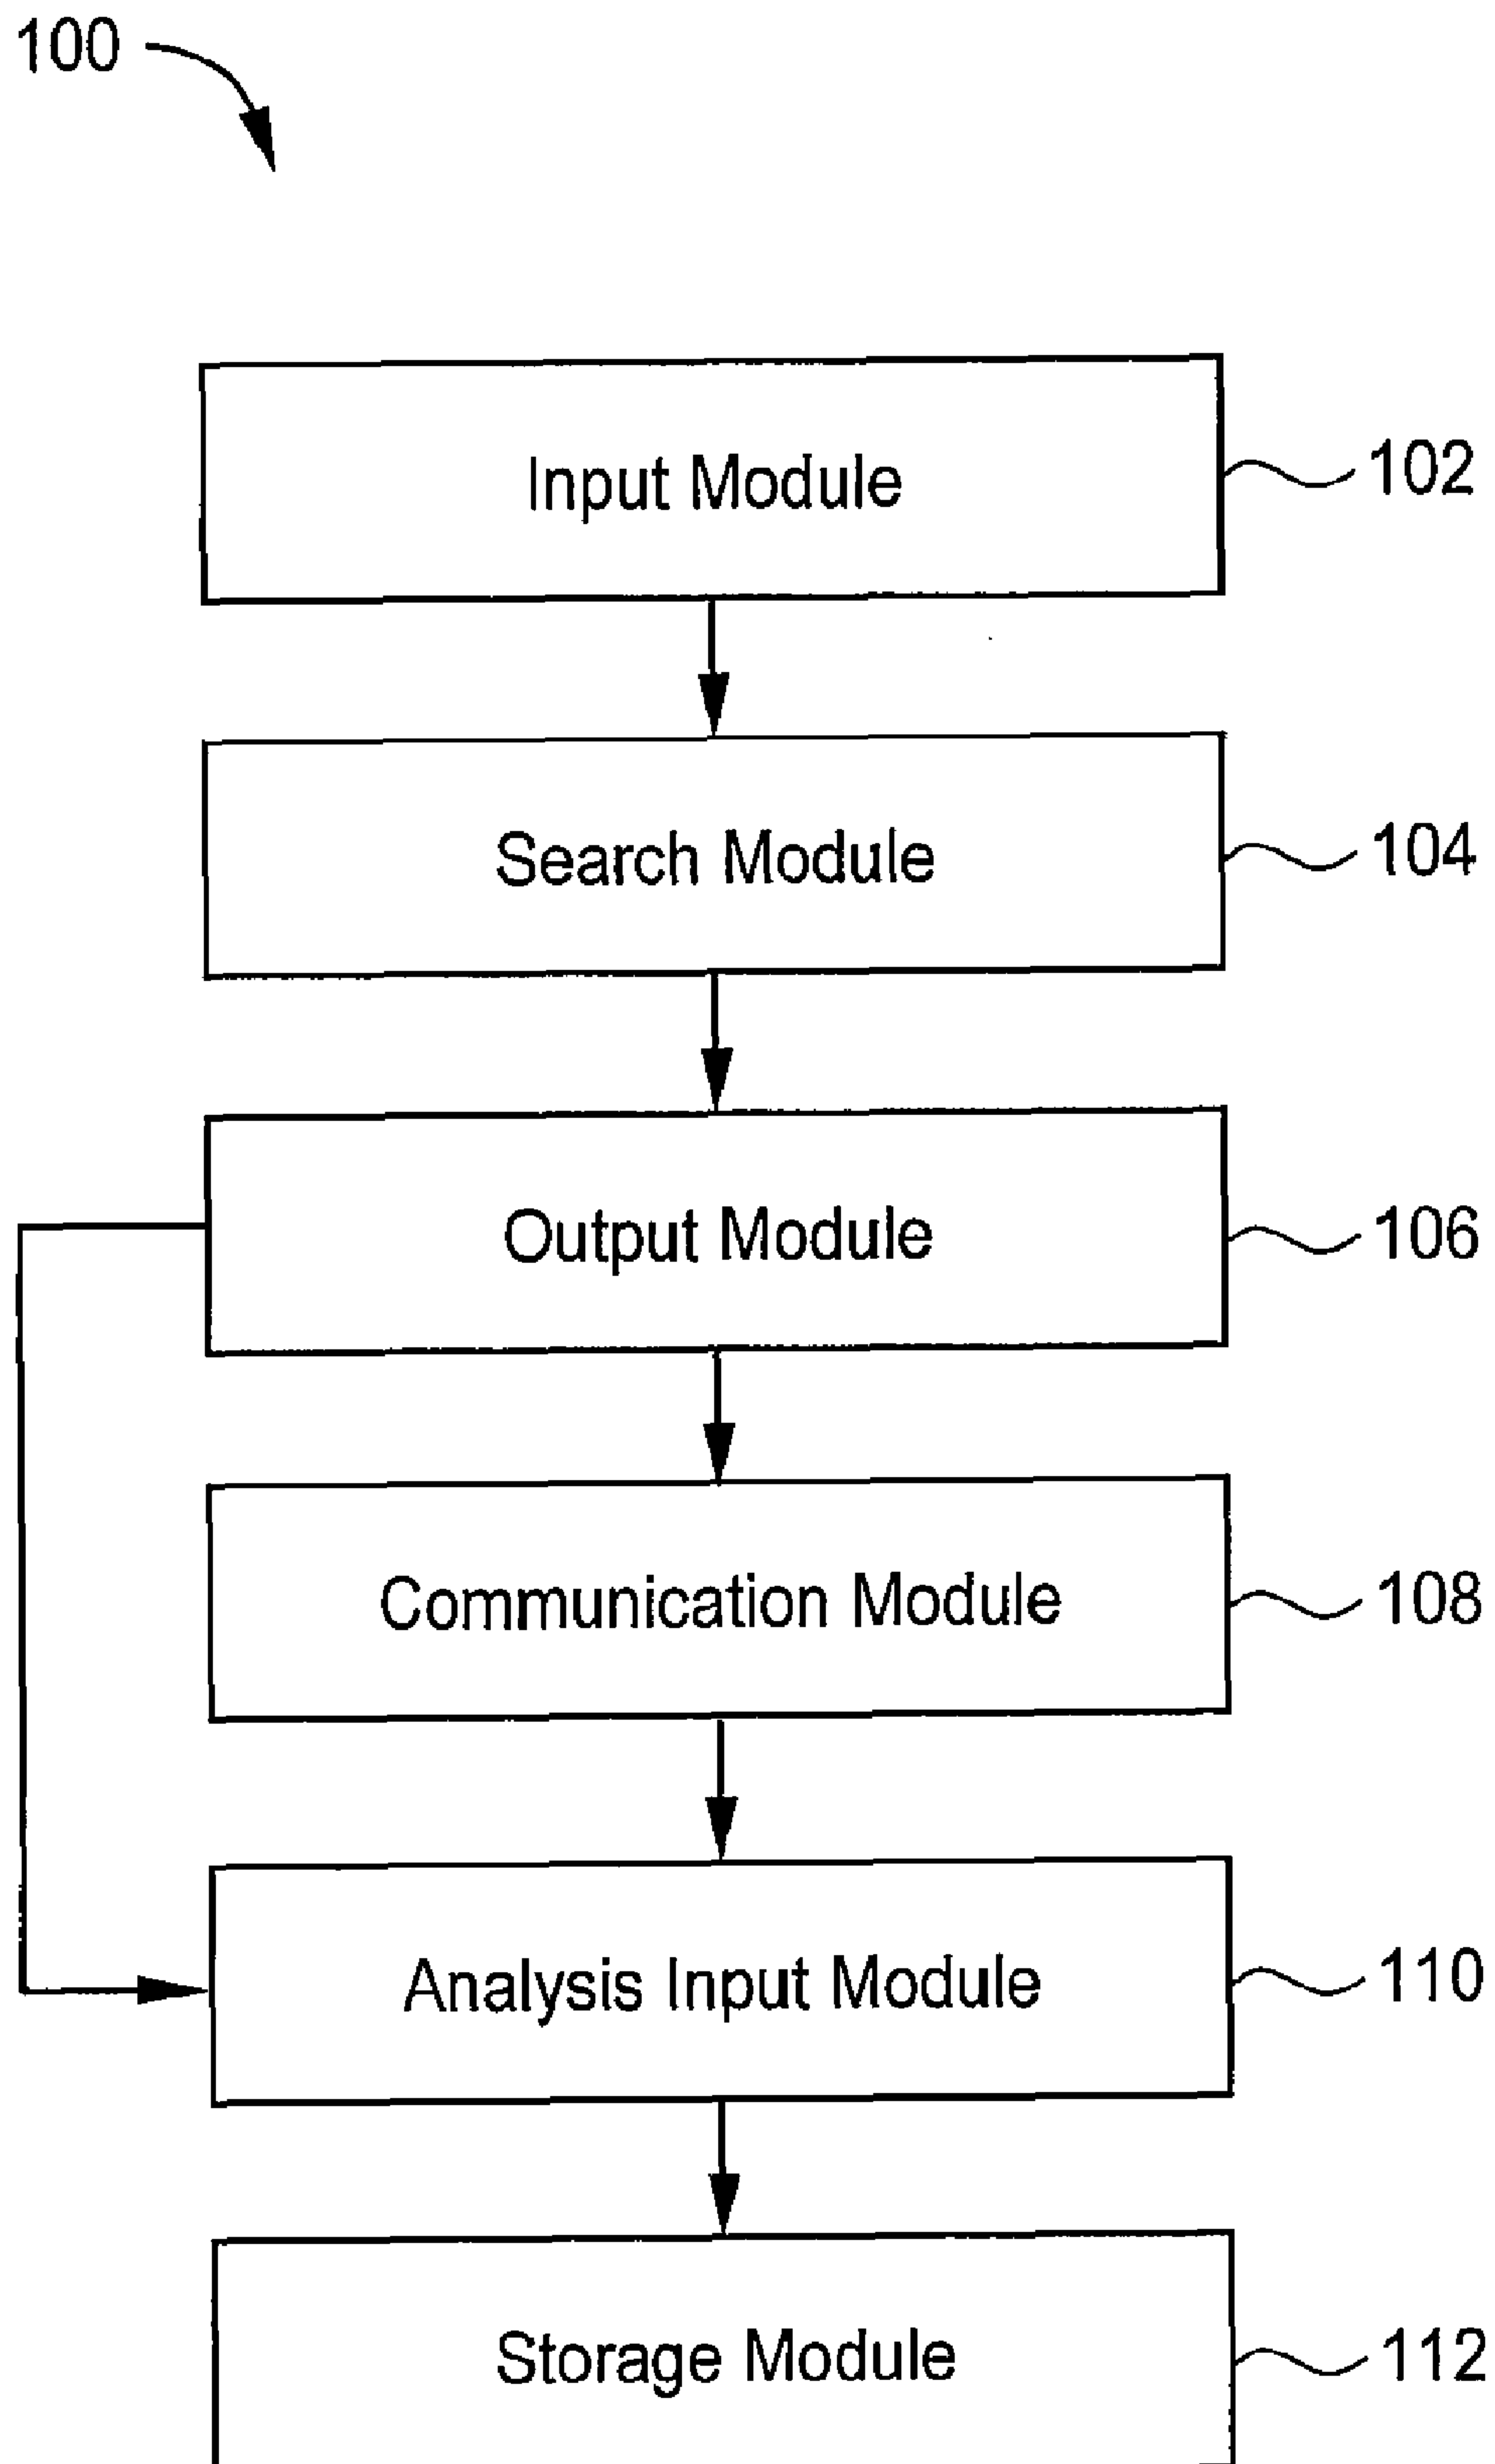 100
Input Module
102
Search Module
104
Output Module
106
Communication Module
108
Analysis Input Module
110
Storage Module
112